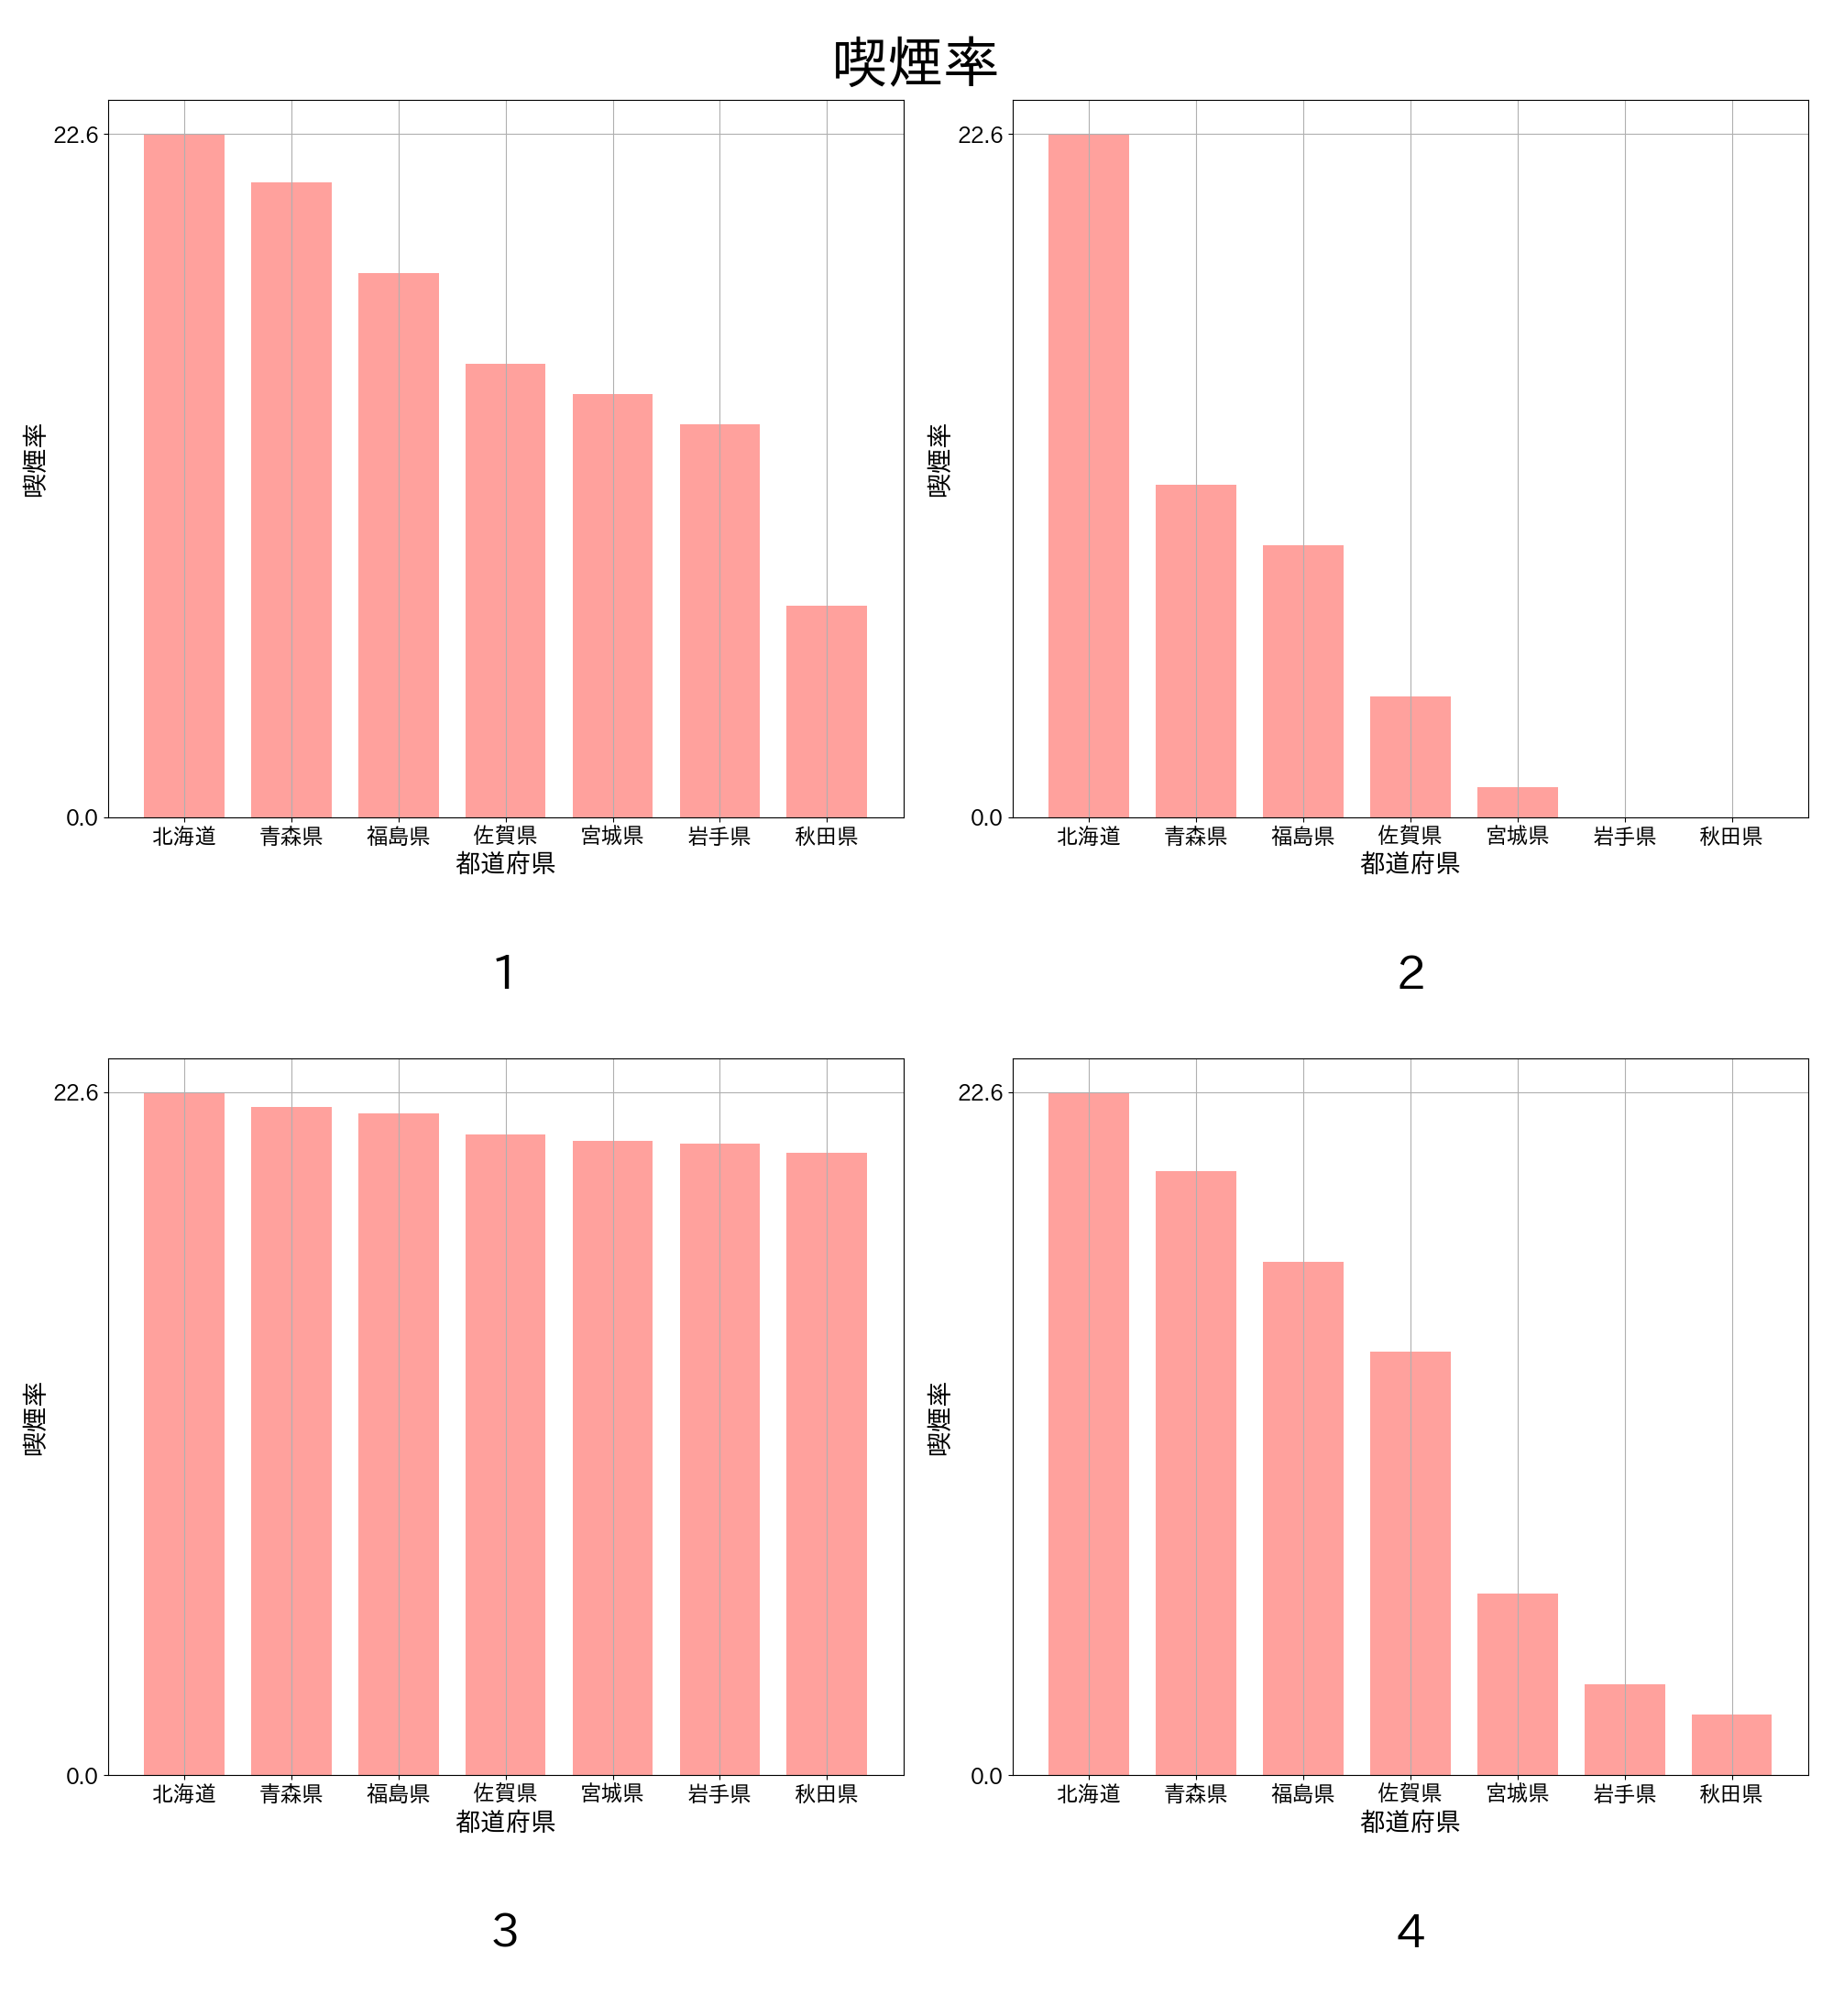 喫煙率
22.6
0.0
喫煙率
北海道 青森県 福島県 佐賀県 宮城県 岩手県 秋田県
都道府県
1
22.6
0.0
喫煙率
北海道 青森県 福島県 佐賀県 宮城県 岩手県 秋田県
都道府県
2
22.6
0.0
喫煙率
北海道 青森県 福島県 佐賀県 宮城県 岩手県 秋田県
都道府県
3
22.6
0.0
喫煙率
北海道 青森県 福島県 佐賀県 宮城県 岩手県 秋田県
都道府県
4